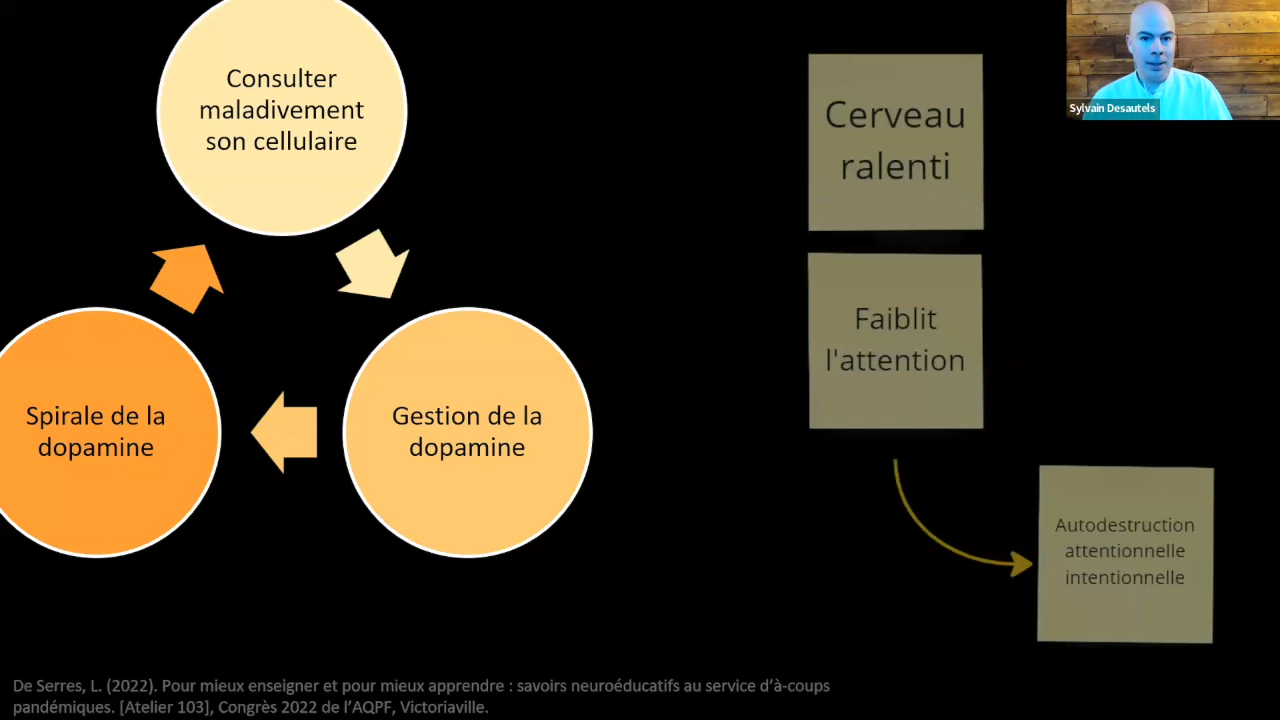 Consulter
maladivement
son cellulaire
Gestion de la
dopamine
Spirale de la
dopamine
Cerveau
ralenti
Faiblit
l'attention
Autodestruction
attentionnelle
intentionnelle
Sylvain Desautels
De Serres, L. (2022). Pour mieux enseigner et pour mieux apprendre : savoirs neuroéducatifs au service d’à-coups
pandémiques. [Atelier 103], Congrès 2022 de l’AQPF, Victoriaville.